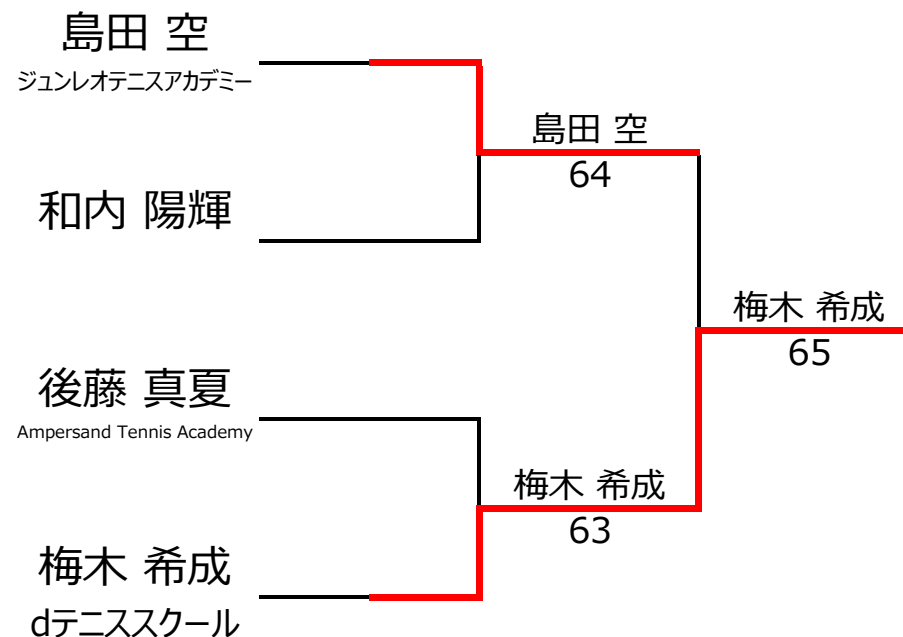 島田 空
ジュンレオテニスアカデミー
島田 空
64
和内 陽輝
梅木 希成
65
後藤 真夏
Ampersand Tennis Academy
梅木 希成
63
梅木 希成
dテニススクール